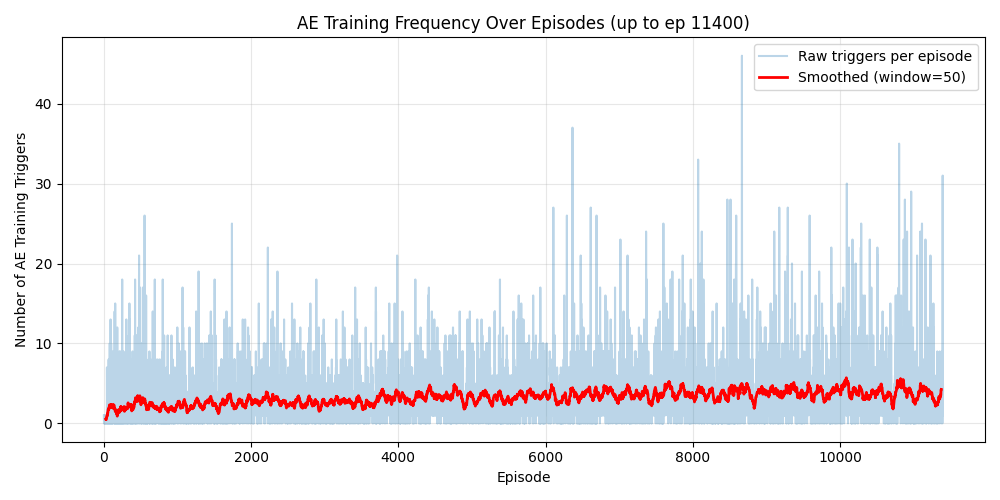 AE Training Frequency Over Episodes (up to ep 11400)
Raw triggers per episode
Smoothed (window=50)
Number of AE Training Triggers
40
30
20
10
0
0 2000 4000 6000 8000 10000
Episode